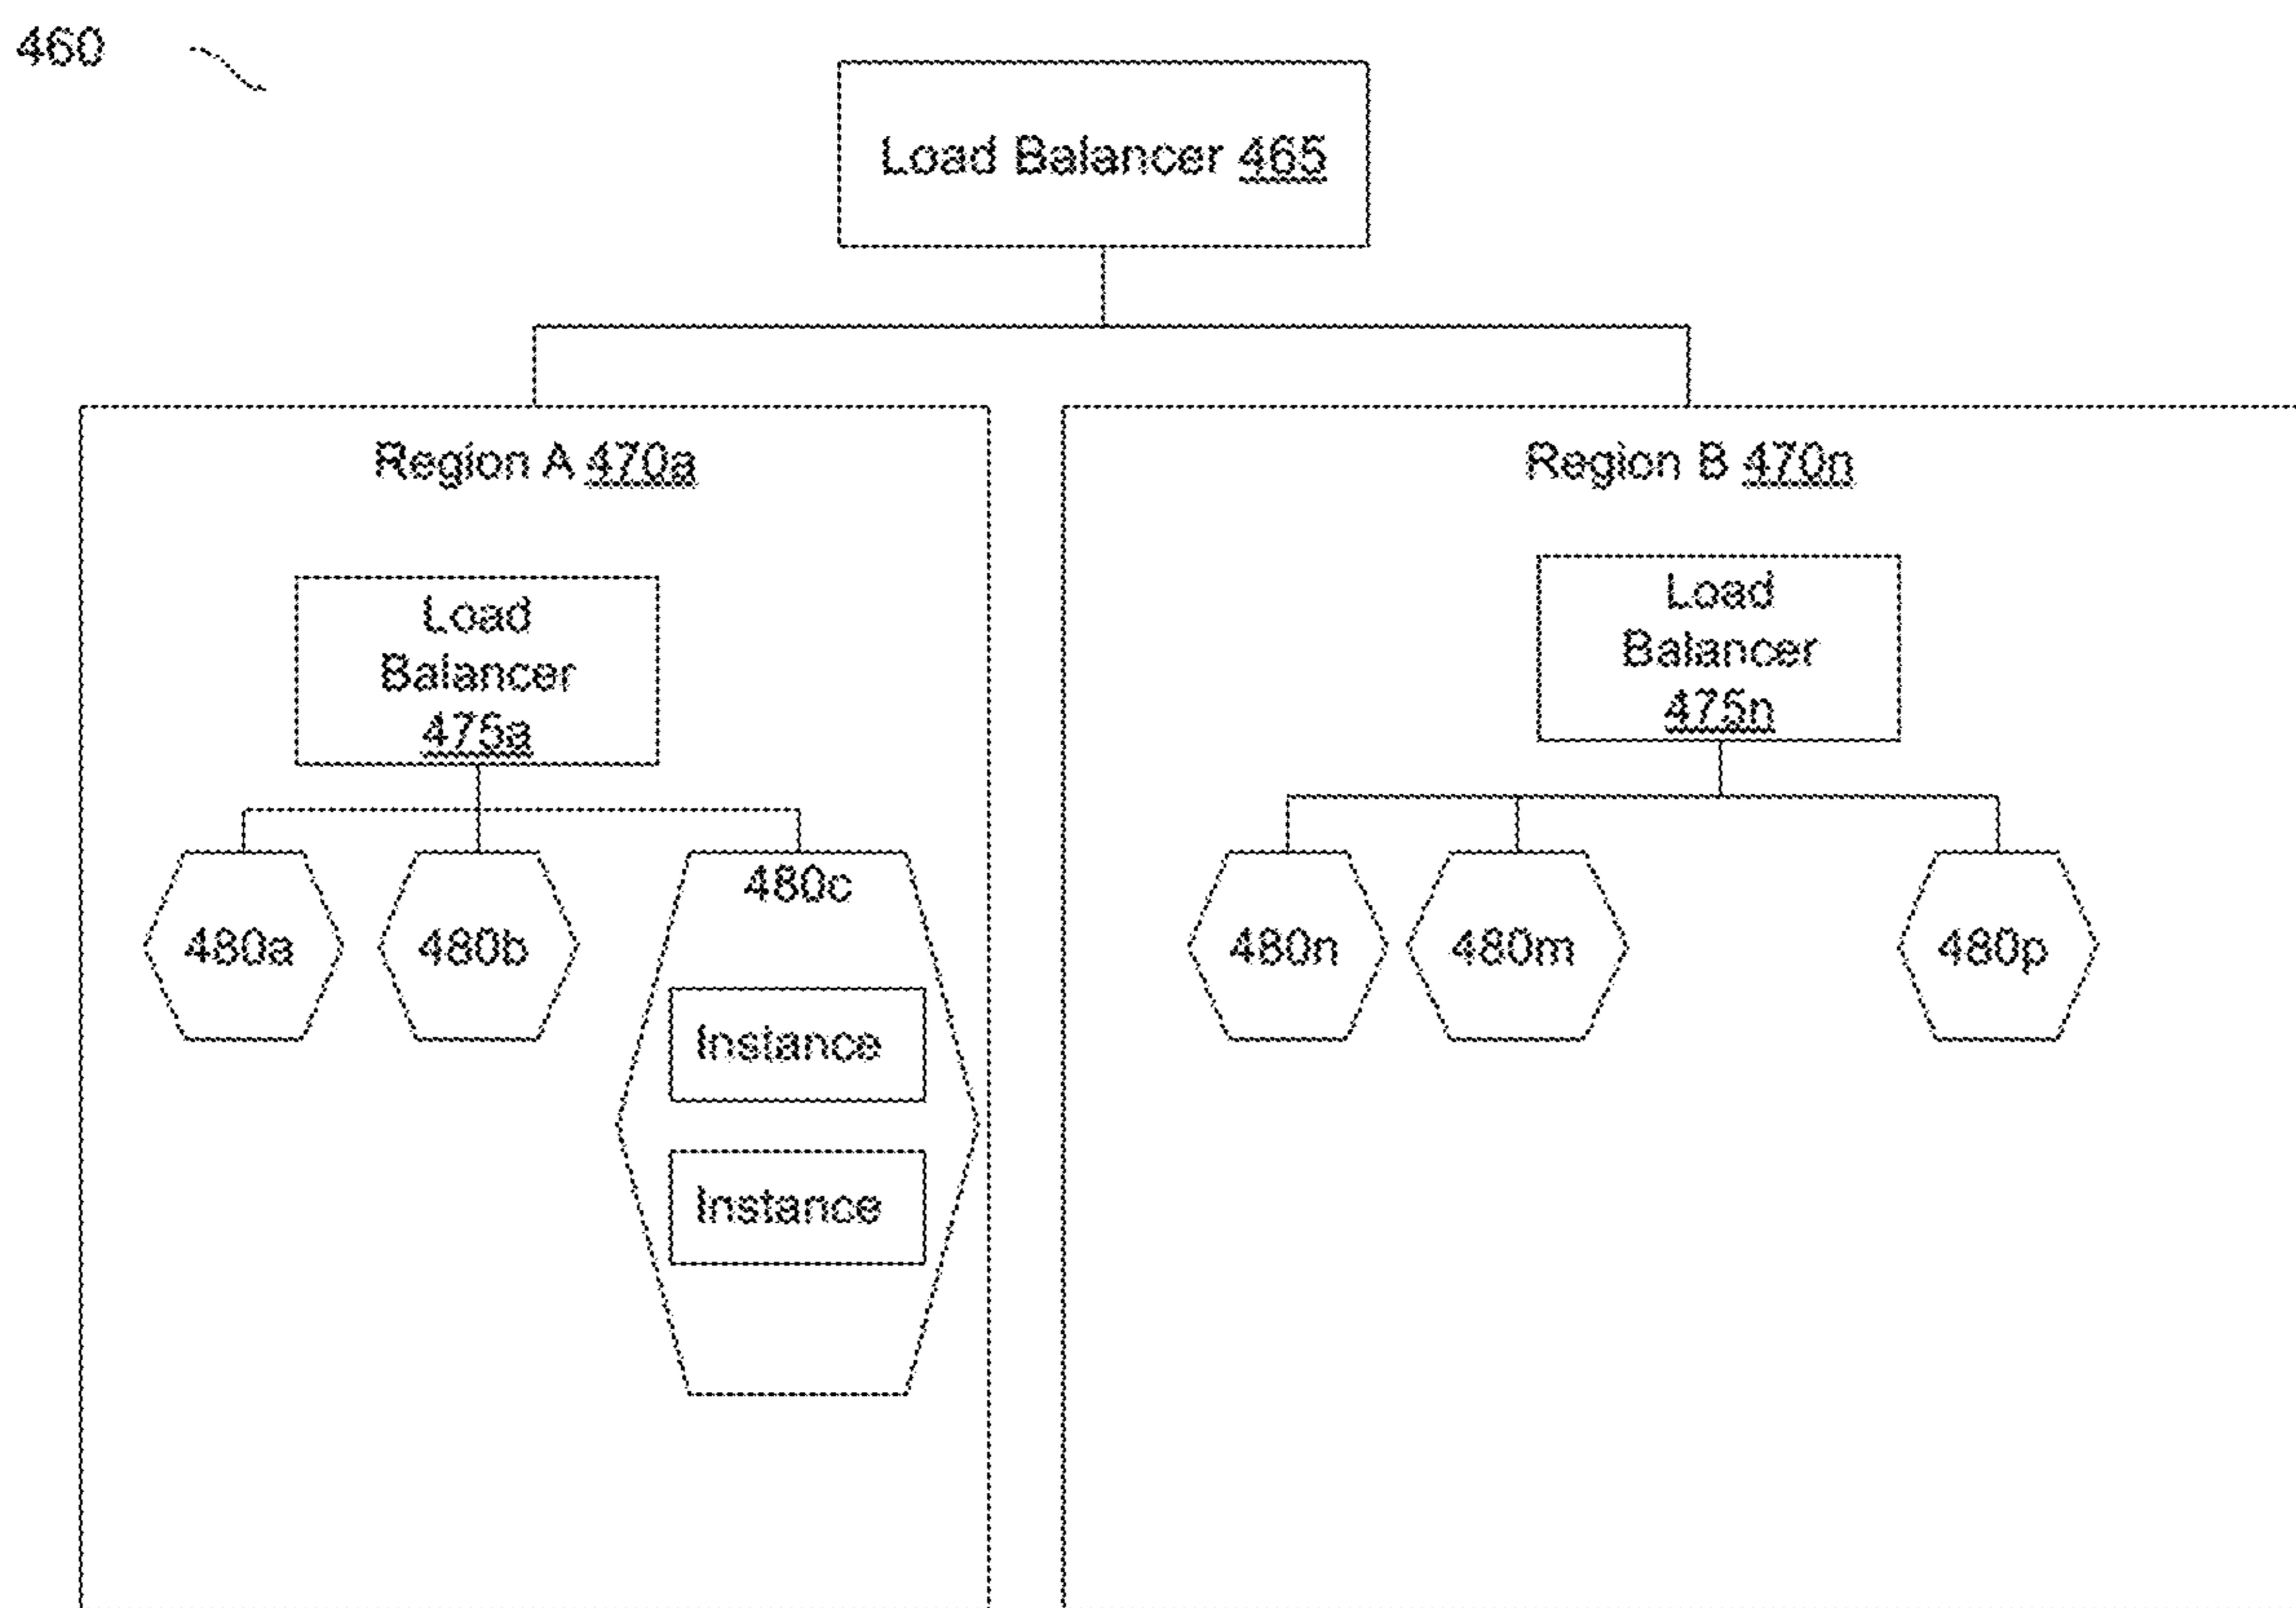 460
Load Balancer 465
Region A 470a
Region B 470n
Load
Balancer
475a
Load
Balancer
475n
480a
480b
480c
Instance
Instance
480n
480m
480p